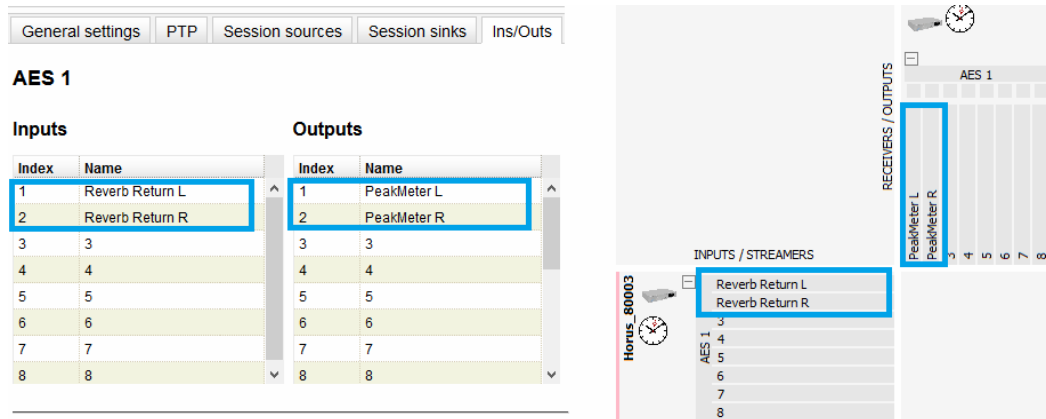 General settings PTP Session sources Session sinks Ins/Outs
AES 1
Inputs Outputs
Index Name Index Name
1 Reverb Return L 1 PeakMeter L
2 Reverb Return R 2 PeakMeter R
3 3 3 3
4 4 4 4
5 5 5 5
6 6 6 6
7 7 7 7
8 8 8 8
RECEIVERS / OUTPUTS
AES 1
PeakMeter L
PeakMeter R
3
4
5
6
7
8
INPUTS / STREAMERS
Horus_80003
AES 1
Reverb Return L
Reverb Return R
3
4
5
6
7
8